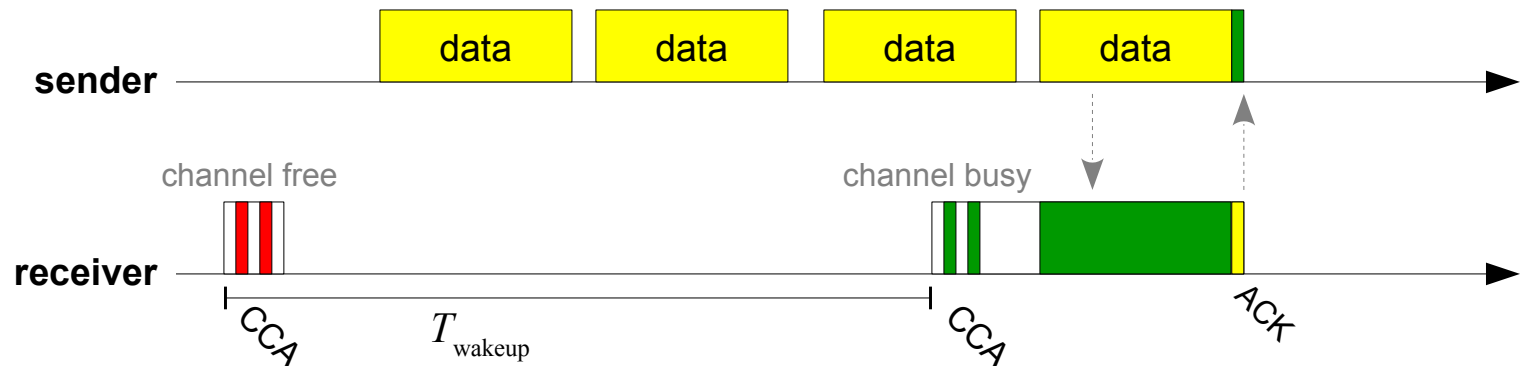 data data data data
sender
channel free channel busy
receiver
CCA CCA ACK
T wakeup